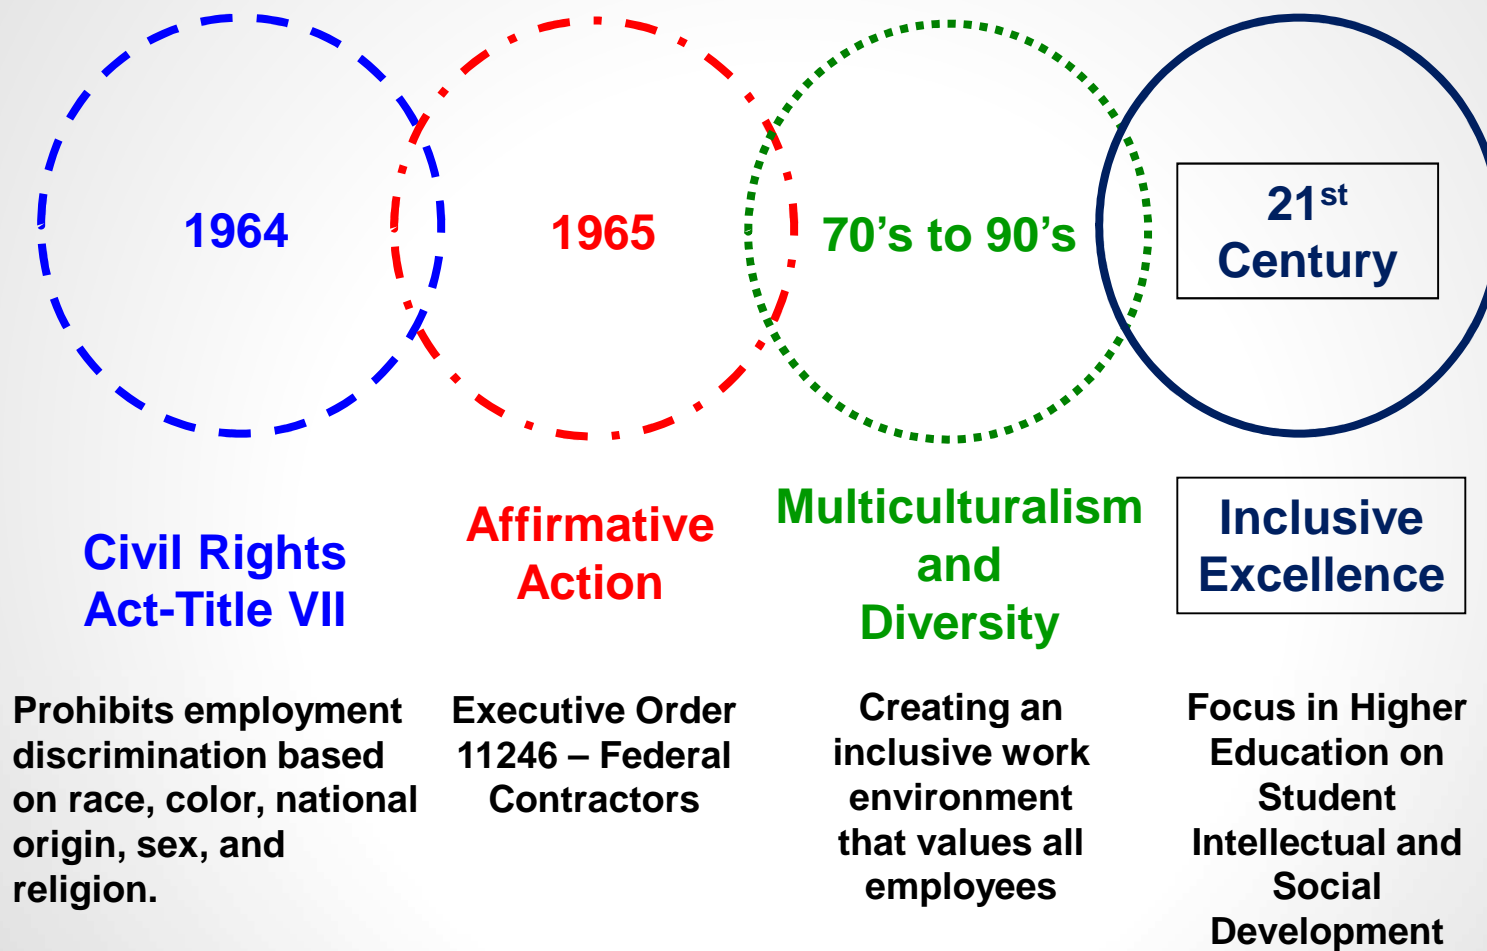 1964
1965
70’s to 90’s
21st
Century
Civil Rights
Act-Title VII
Affirmative
Action
Multiculturalism
and
Diversity
Inclusive
Excellence
Prohibits employment
discrimination based
on race, color, national
origin, sex, and
religion.
Executive Order
11246 – Federal
Contractors
Creating an
inclusive work
environment
that values all
employees
Focus in Higher
Education on
Student
Intellectual and
Social
Development